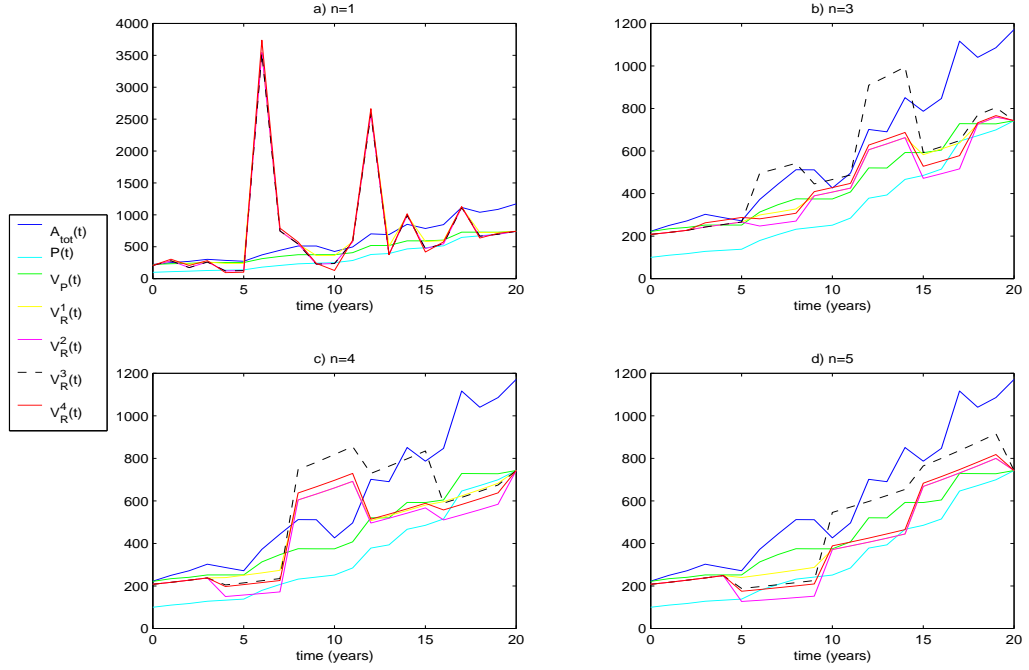 a) n=1
4000
3500
3000
2500
2000
1500
1000
500
0
0 5 10 15 20
time (years)
b) n=3
1200
1000
800
600
400
200
0
0 5 10 15 20
time (years)
A_tot(t)
P(t)
V_P(t)
V_R^1(t)
V_R^2(t)
V_R^3(t)
V_R^4(t)
c) n=4
1200
1000
800
600
400
200
0
0 5 10 15 20
time (years)
d) n=5
1200
1000
800
600
400
200
0
0 5 10 15 20
time (years)